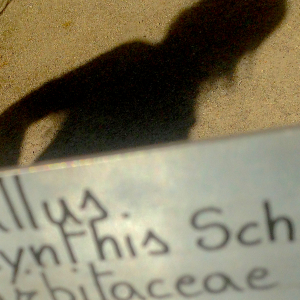 llus
ynthis Sch
rbitaceae